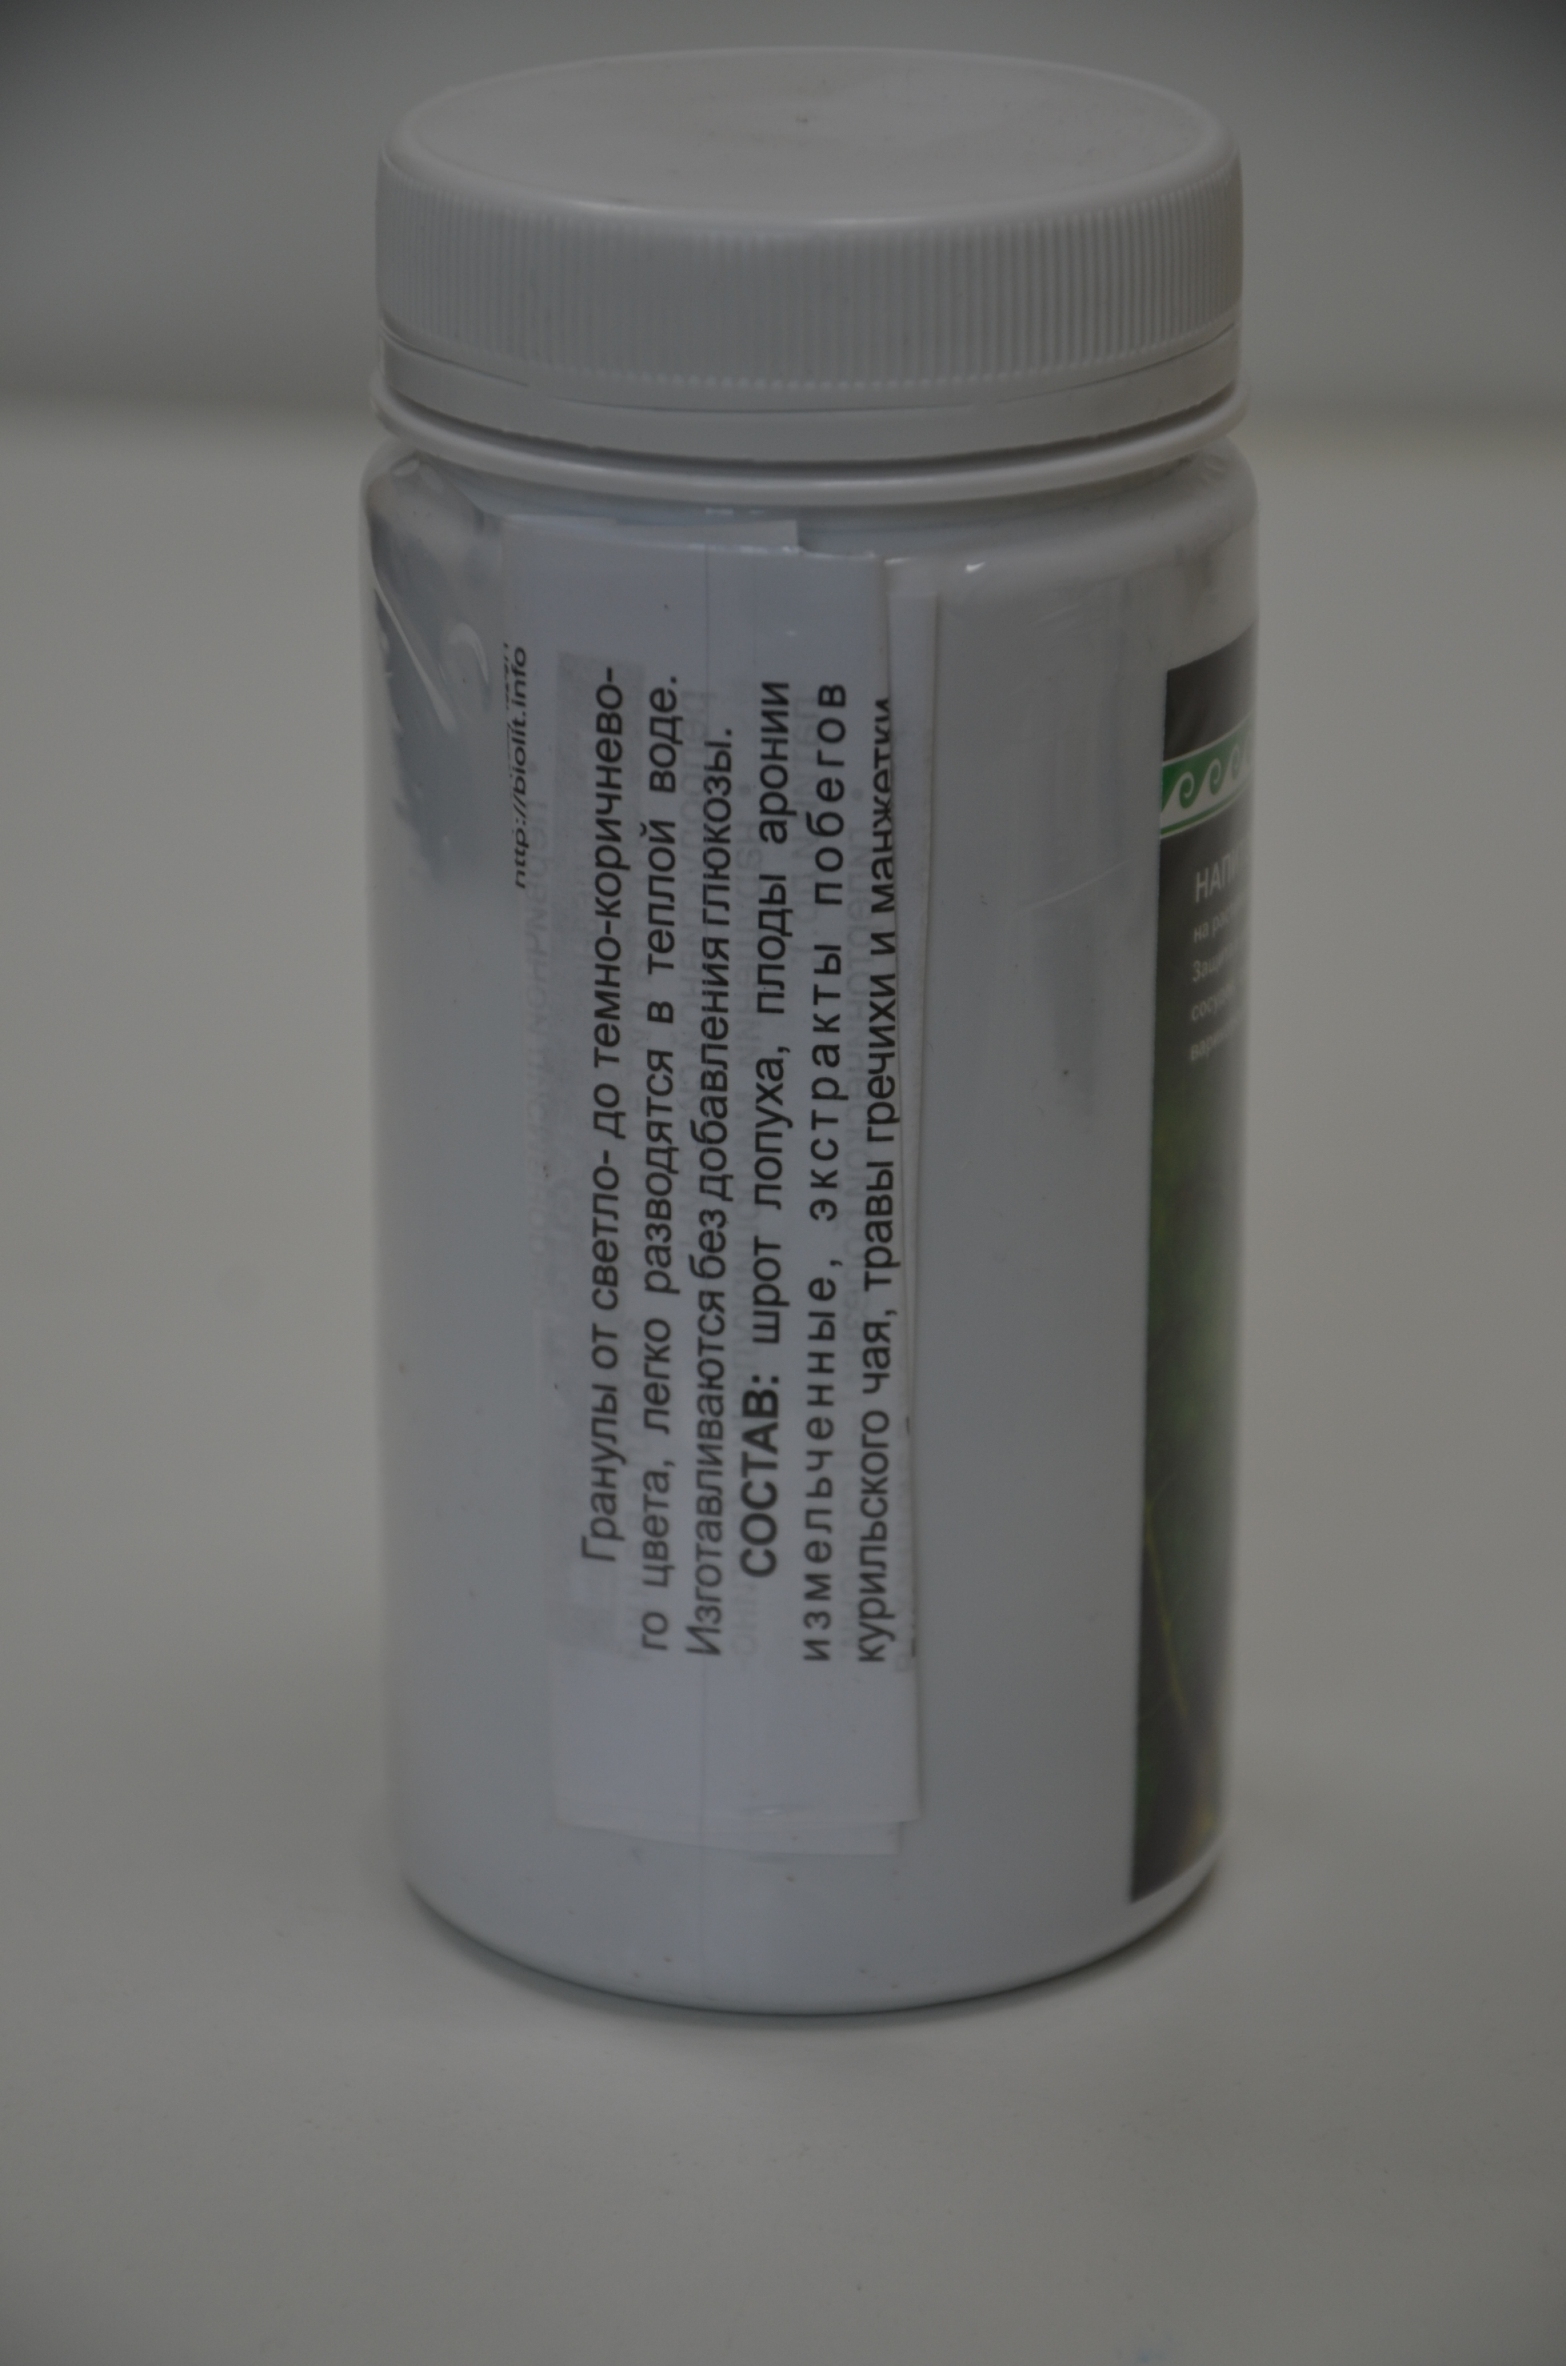 http://biolit.info
Гранулы от светло- до темно-коричнево-
го цвета, легко разводятся в теплой воде.
Изготавливаются без добавления глюкозы.
СОСТАВ: шрот лопуха, плоды аронии
измельченные, экстракты побегов
курильского чая, травы гречихи и манжетки